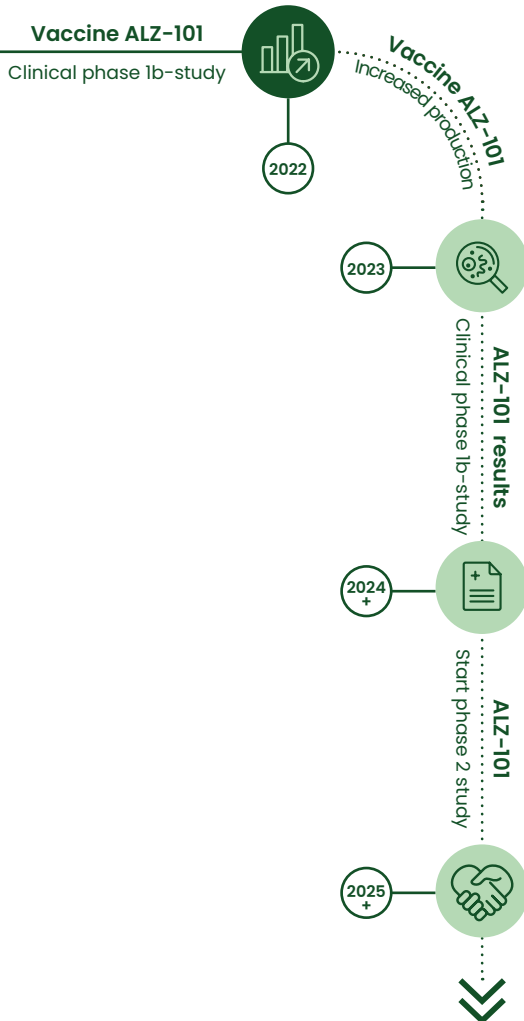 Vaccine ALZ-101
Clinical phase 1b-study
2022
Vaccine ALZ-101
Increased production
2023
ALZ-101 results
Clinical phase 1b-study
2024
+
ALZ-101
Start phase 2 study
2025
+